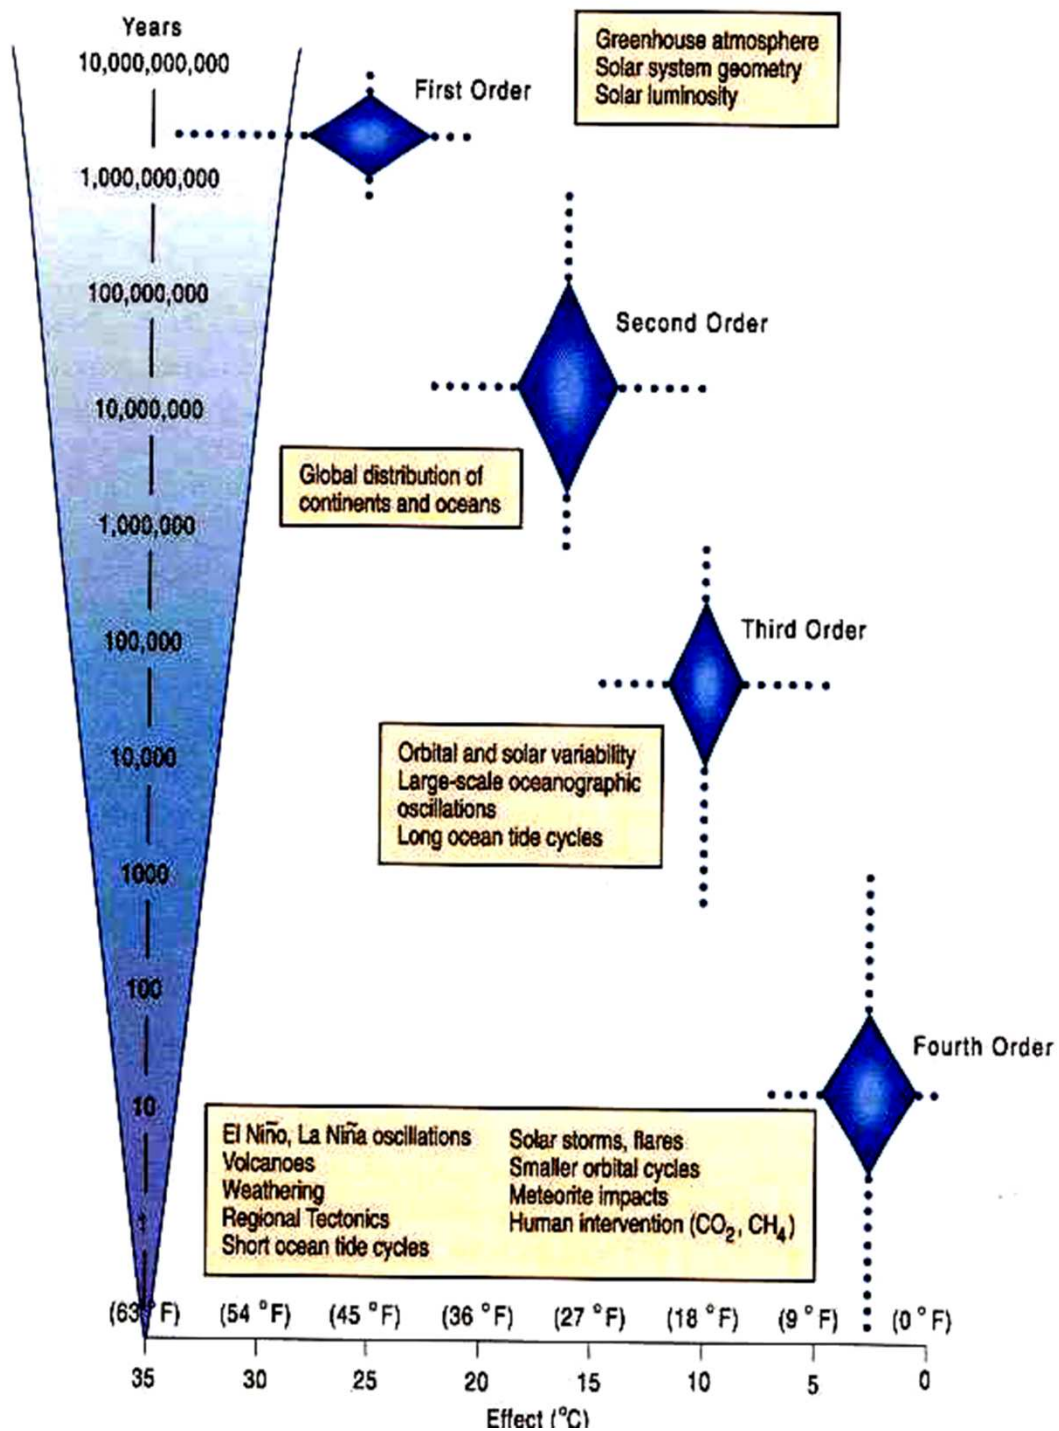 Years
10,000,000,000
First Order
Greenhouse atmosphere
Solar system geometry
Solar luminosity
1,000,000,000
100,000,000
Second Order
10,000,000
Global distribution of
continents and oceans
1,000,000
100,000
Third Order
10,000
Orbital and solar variability
Large-scale oceanographic
oscillations
Long ocean tide cycles
1000
100
Fourth Order
10
El Niño, La Niña oscillations
Volcanoes
Weathering
Regional Tectonics
Short ocean tide cycles
Solar storms, flares
Smaller orbital cycles
Meteorite impacts
Human intervention (CO₂, CH₄)
1
(63 °F) (54 °F) (45 °F) (36 °F) (27 °F) (18 °F) (9 °F) (0 °F)
35 30 25 20 15 10 5 0
Effect (°C)